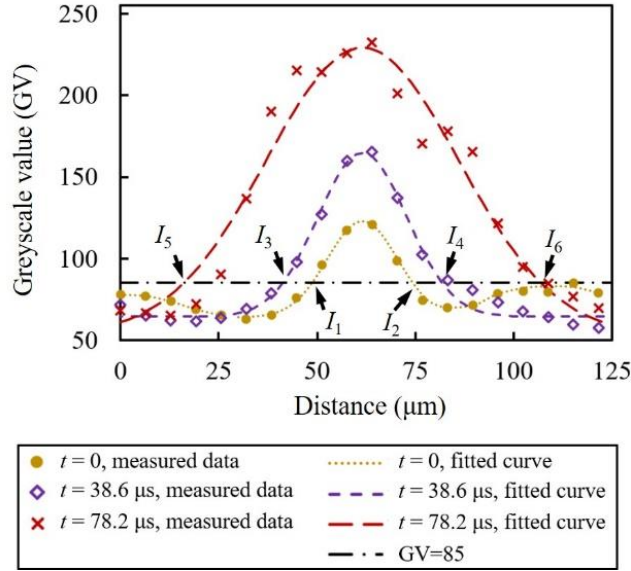 250
200
150
100
50
Greyscale value (GV)
I5
I3
I4
I6
I1
I2
0
25
50
75
100
125
Distance (μm)
t = 0, measured data
t = 0, fitted curve
t = 38.6 μs, measured data
t = 38.6 μs, fitted curve
t = 78.2 μs, measured data
t = 78.2 μs, fitted curve
GV=85